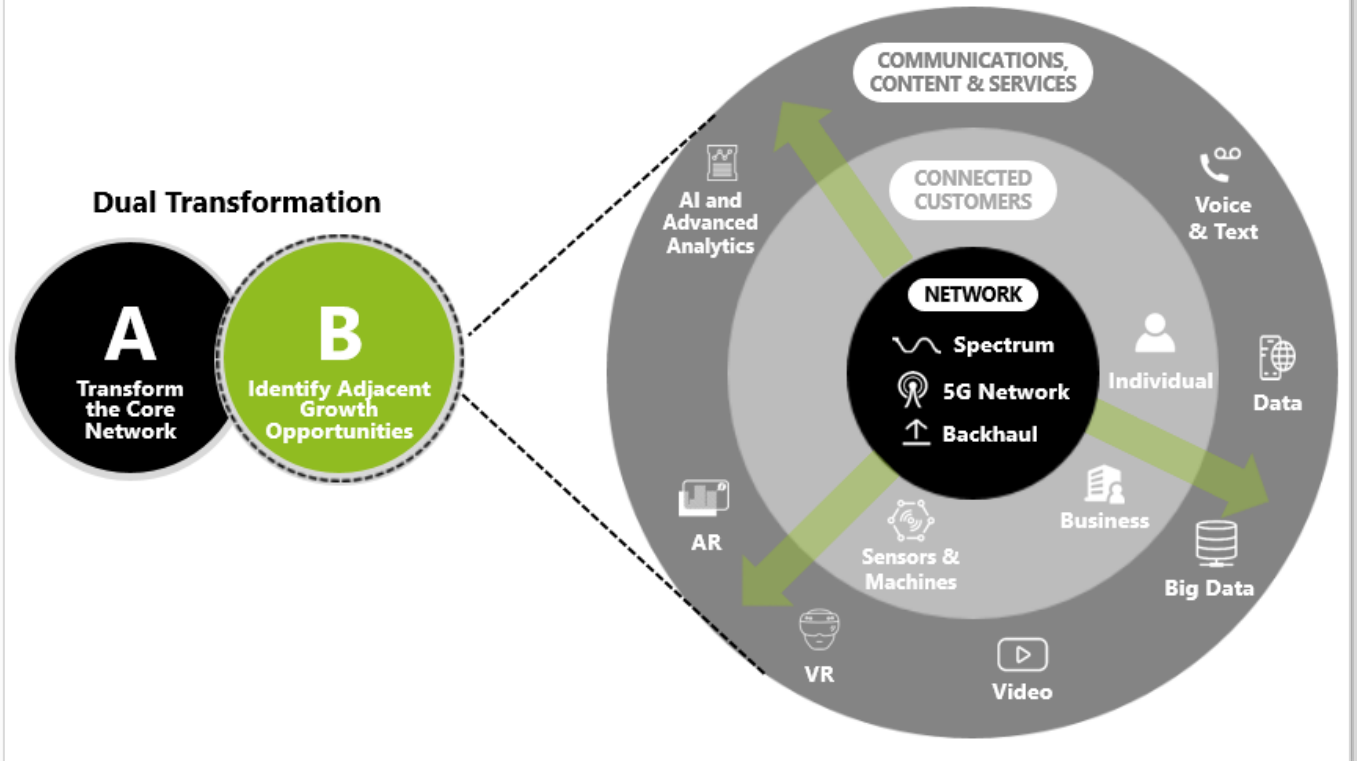 Dual Transformation
A
Transform
the Core
Network
B
Identify Adjacent
Growth
Opportunities
COMMUNICATIONS,
CONTENT & SERVICES
CONNECTED
CUSTOMERS
NETWORK
Spectrum
5G Network
Backhaul
Individual
Business
Sensors &
Machines
Voice
& Text
Data
Big Data
Video
VR
AR
AI and
Advanced
Analytics